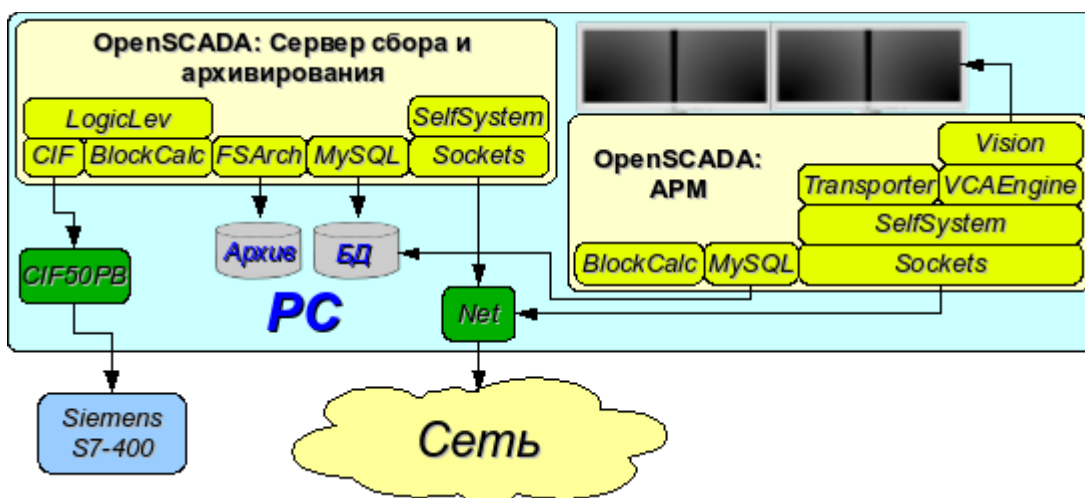 OpenSCADA: Сервер сбора и
архивирования
LogicLev
SelfSystem
CIF
BlockCalc
FSArch
MySQL
Sockets
OpenSCADA:
АРМ
Vision
Transporter
VCAEngine
SelfSystem
BlockCalc
MySQL
Sockets
CIF50PB
Архив
БД
PC
Net
Siemens
S7-400
Сеть